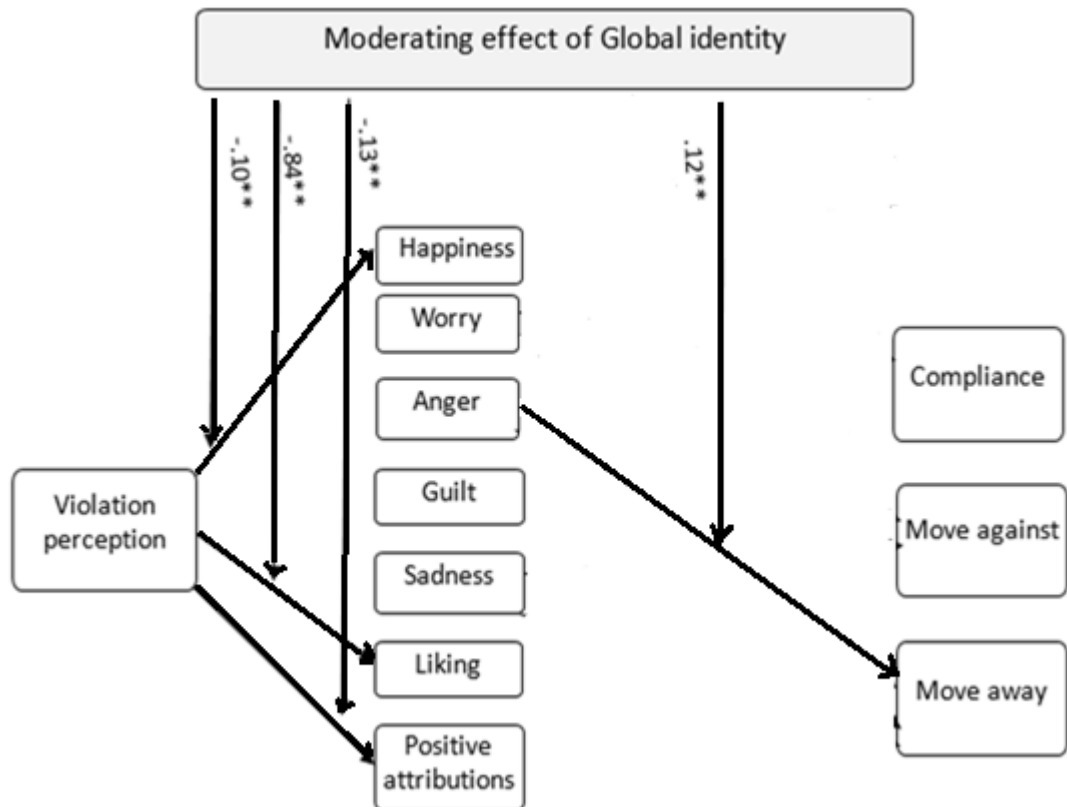 Moderating effect of Global identity
-.10**
-.84**
-.13**
.12**
Happiness
Worry
Anger
Guilt
Sadness
Liking
Positive
attributions
Violation
perception
Compliance
Move against
Move away